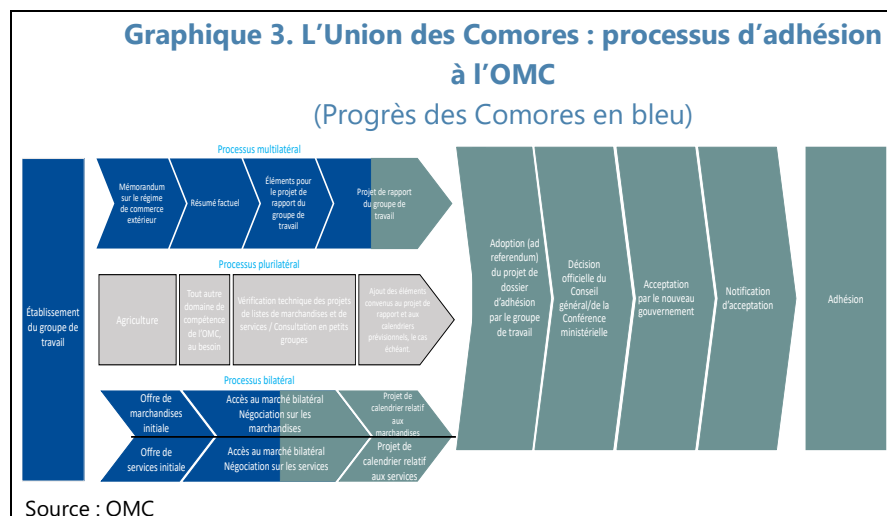 Graphique 3. L'Union des Comores : processus d'adhésion
à l'OMC
(Progrès des Comores en bleu)
Établissement
du groupe de
travail
Processus multilatéral
Mémorandum
sur le régime
de commerce
extérieur
Résumé factuel
Éléments pour
le projet de
rapport du
groupe de
travail
Projet de rapport
du groupe de
travail
Processus plurilatéral
Agriculture
Tout autre
domaine de
compétence
de l'OMC,
au besoin
Vérification technique des projets
de listes de marchandises et de
services / Consultation en petits
groupes
Ajout des éléments
convenus au projet de
rapport et aux
calendriers
prévisionnels, le cas
échéant.
Processus bilatéral
Offre de
marchandises
initiale
Accès au marché bilatéral
Négociation sur les
marchandises
Projet de
calendrier relatif
aux
marchandises
Offre de
services initiale
Accès au marché bilatéral
Négociation sur les services
Projet de
calendrier relatif
aux services
Adoption (ad
referendum)
du projet de
dossier
d'adhésion
par le groupe
de travail
Décision
officielle du
Conseil
général/de la
Conférence
ministérielle
Acceptation
par le nouveau
gouvernement
Notification
d'acceptation
Adhésion
Source : OMC